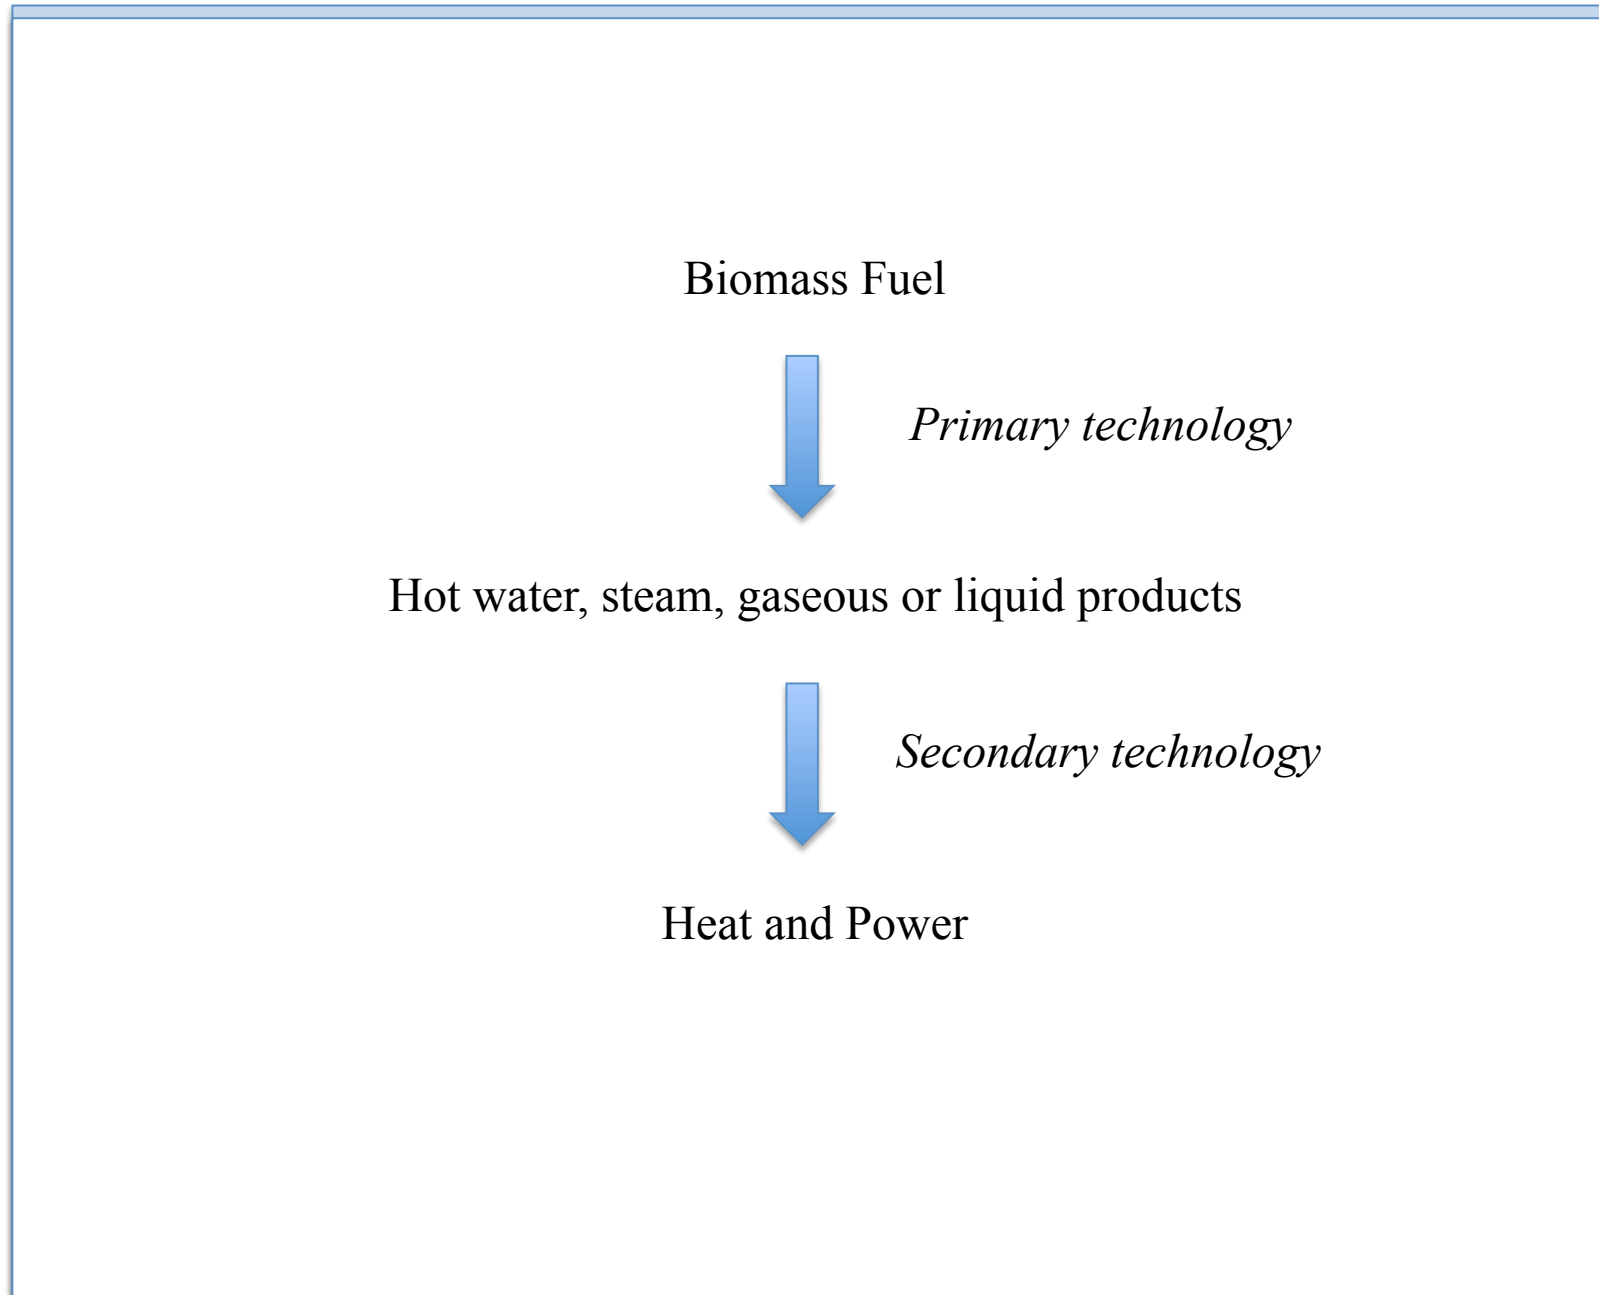 Biomass Fuel
Primary technology
Hot water, steam, gaseous or liquid products
Secondary technology
Heat and Power